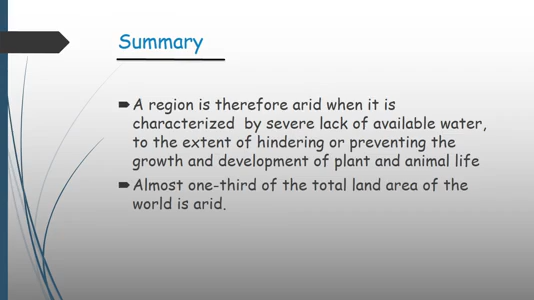 Summary
A region is therefore arid when it is
characterized by severe lack of available water,
to the extent of hindering or preventing the
growth and development of plant and animal life
Almost one-third of the total land area of the
world is arid.